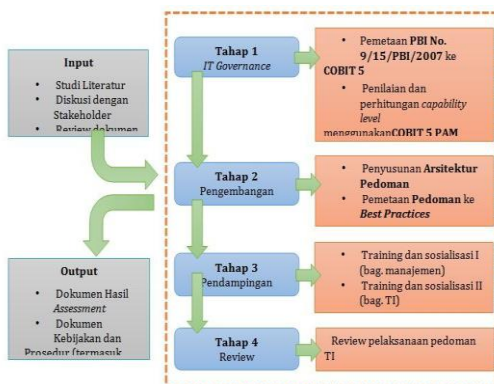 Input
• Studi Literatur
• Diskusi dengan
Stakeholder
• Review dokumen
Output
• Dokumen Hasil
Assessment
• Dokumen
Kebijakan dan
Prosedur (termasuk
Tahap 1
IT Governance
• Pemetaan PBI No.
9/15/PBI/2007 ke
COBIT 5
• Penilaian dan
perhitungan capability
level
menggunakanCOBIT 5 PAM
Tahap 2
Pengembangan
• Penyusunan Arsitektur
Pedoman
• Pemetaan Pedoman ke
Best Practices
Tahap 3
Pendampingan
• Training dan sosialisasi I
(bag. manajemen)
• Training dan sosialisasi II
(bag. TI)
Tahap 4
Review
Review pelaksanaan pedoman
TI